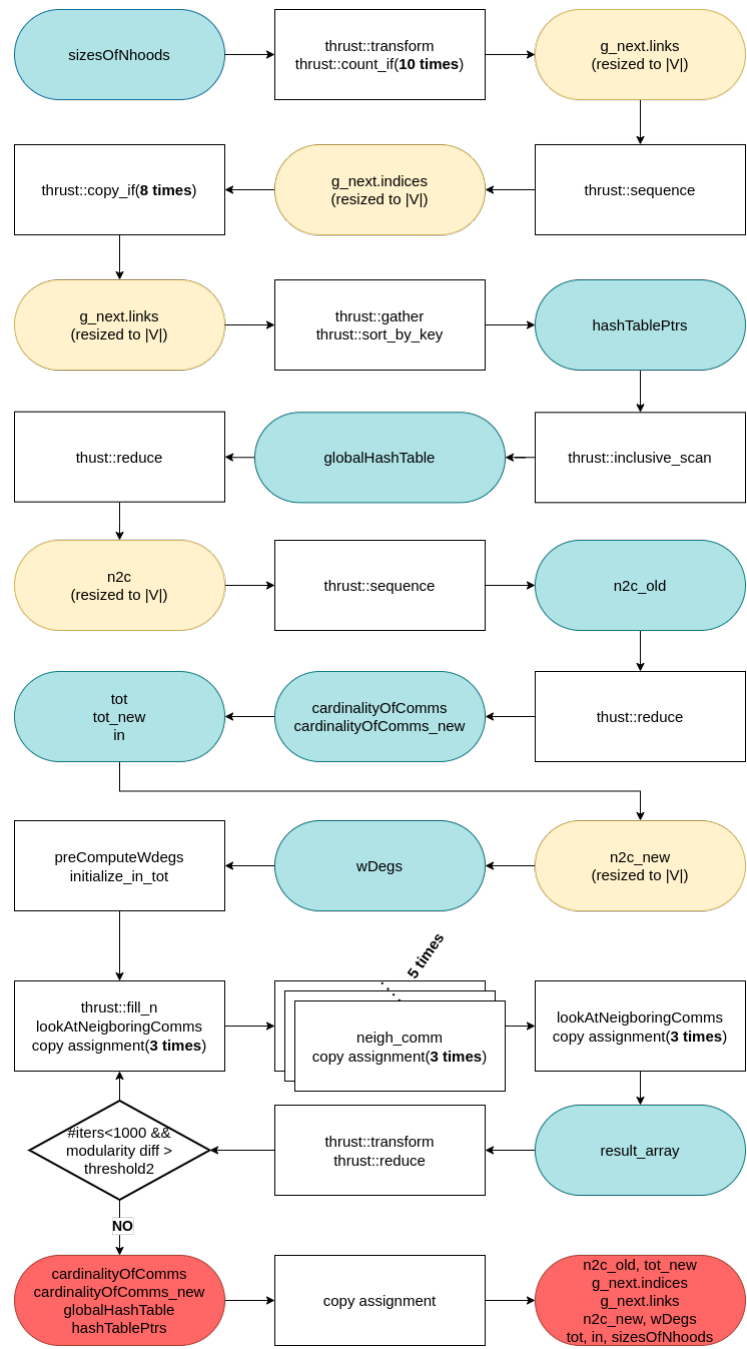 sizesOfNhoods
thrust::transform
thrust::count_if(10 times)
g_next.links
(resized to |V|)
thrust::copy_if(8 times)
g_next.indices
(resized to |V|)
thrust::sequence
g_next.links
(resized to |V|)
thrust::gather
thrust::sort_by_key
hashTablePtrs
thust::reduce
globalHashTable
thrust::inclusive_scan
n2c
(resized to |V|)
thrust::sequence
n2c_old
tot
tot_new
in
cardinalityOfComms
cardinalityOfComms_new
thust::reduce
preComputeWdegs
initialize_in_tot
wDegs
n2c_new
(resized to |V|)
5 times
thrust::fill_n
lookAtNeigboringComms
copy assignment(3 times)
neigh_comm
copy assignment(3 times)
lookAtNeigboringComms
copy assignment(3 times)
#iters<1000 &&
modularity diff >
threshold2
thrust::transform
thrust::reduce
result_array
NO
cardinalityOfComms
cardinalityOfComms_new
globalHashTable
hashTablePtrs
copy assignment
n2c_old, tot_new
g_next.indices
g_next.links
n2c_new, wDegs
tot, in, sizesOfNhoods